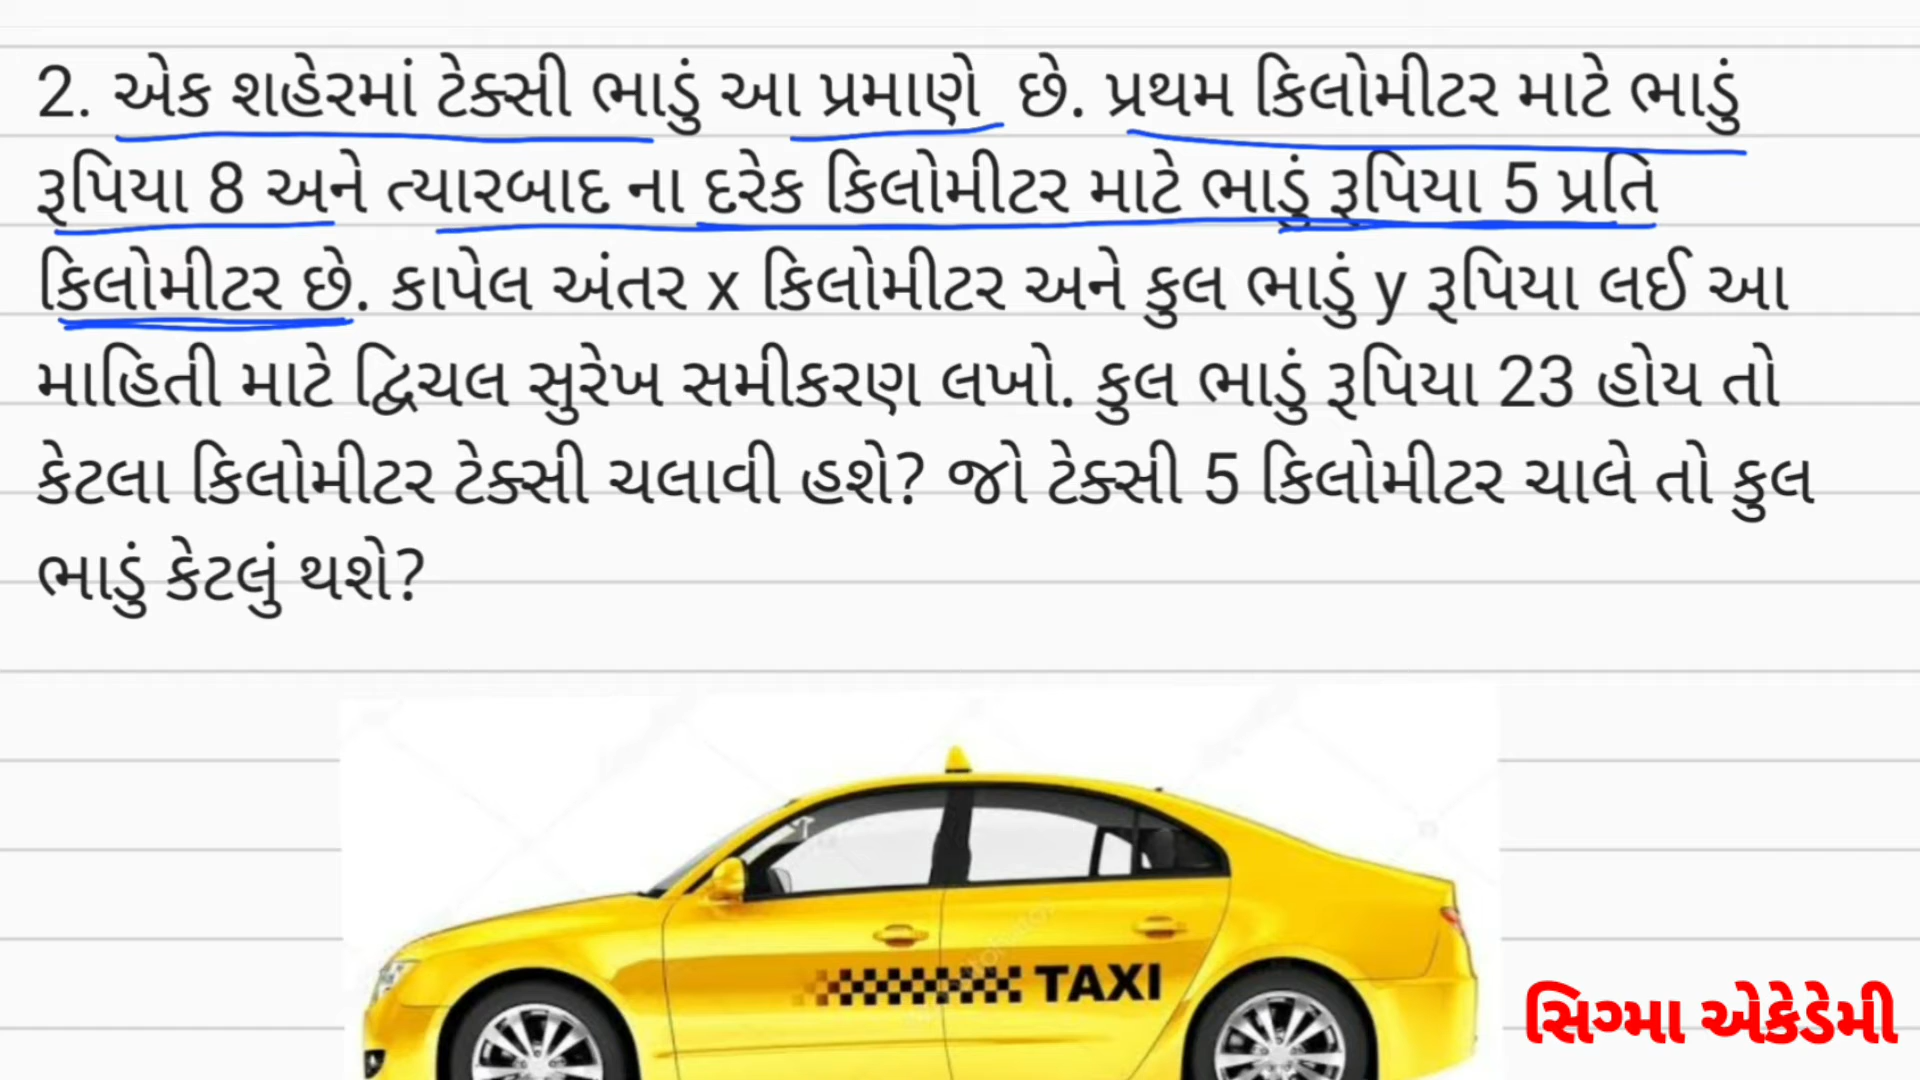 2. એક શહેરમાં ટેક્સી ભાડું આ પ્રમાણે છે. પ્રથમ કિલોમીટર માટે ભાડું
રૂપિયા 8 અને ત્યારબાદ ના દરેક કિલોમીટર માટે ભાડું રૂપિયા 5 પ્રતિ
કિલોમીટર છે. કાપેલ અંતર x કિલોમીટર અને કુલ ભાડું y રૂપિયા લઈ આ
માહિતી માટે દ્વિચલ સુરેખ સમીકરણ લખો. કુલ ભાડું રૂપિયા 23 હોય તો
કેટલા કિલોમીટર ટેક્સી ચલાવી હશે? જો ટેક્સી 5 કિલોમીટર ચાલે તો કુલ
ભાડું કેટલું થશે?
TAXI
સિગ્મા એકેડેમી